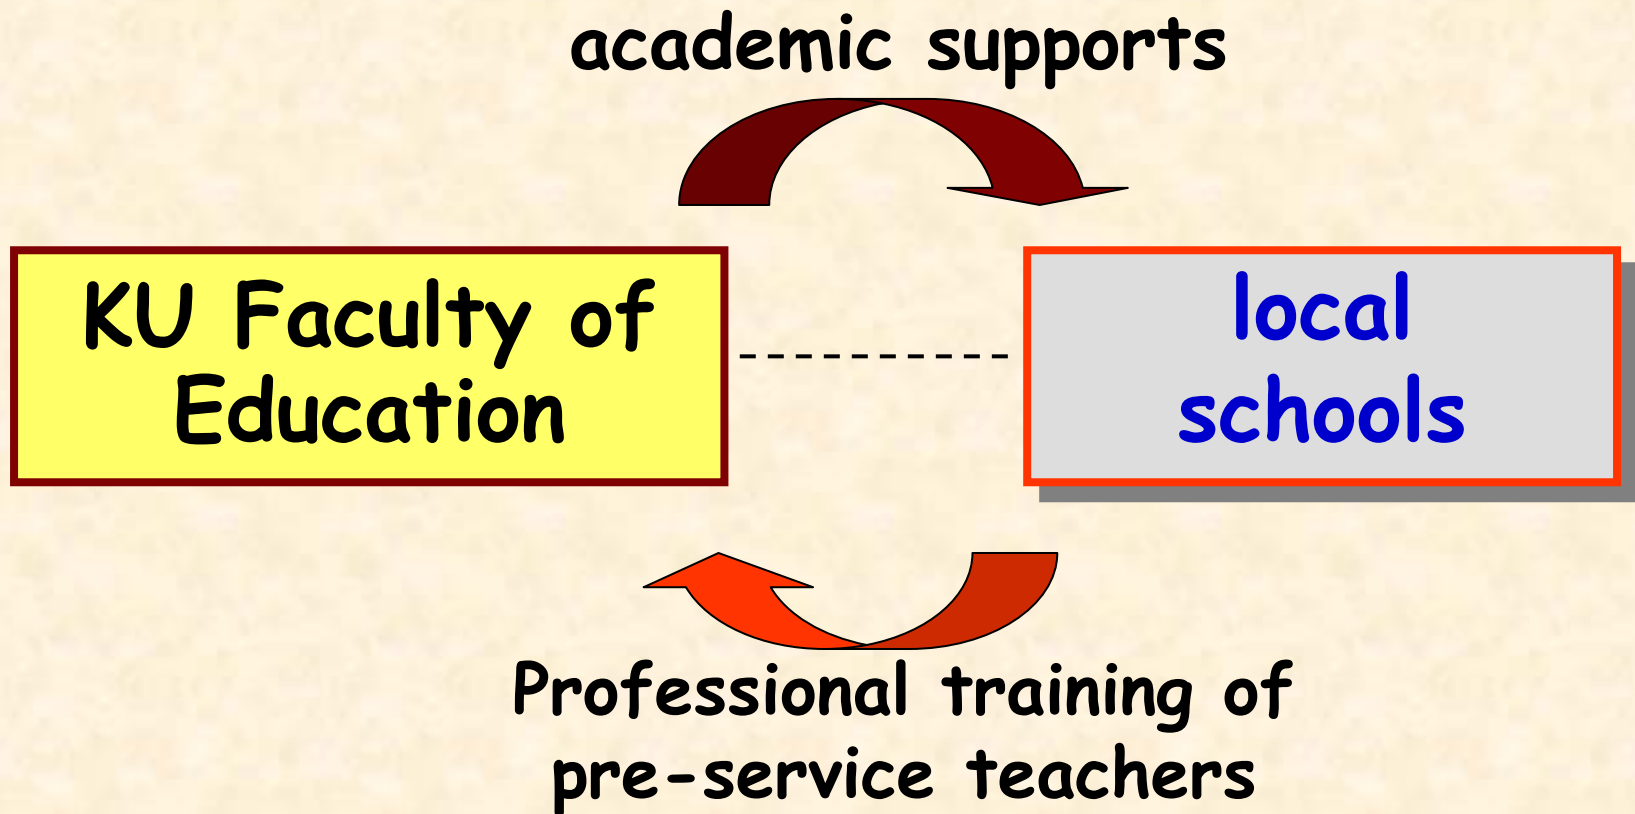 academic supports
KU Faculty of
Education
local
schools
Professional training of
pre-service teachers